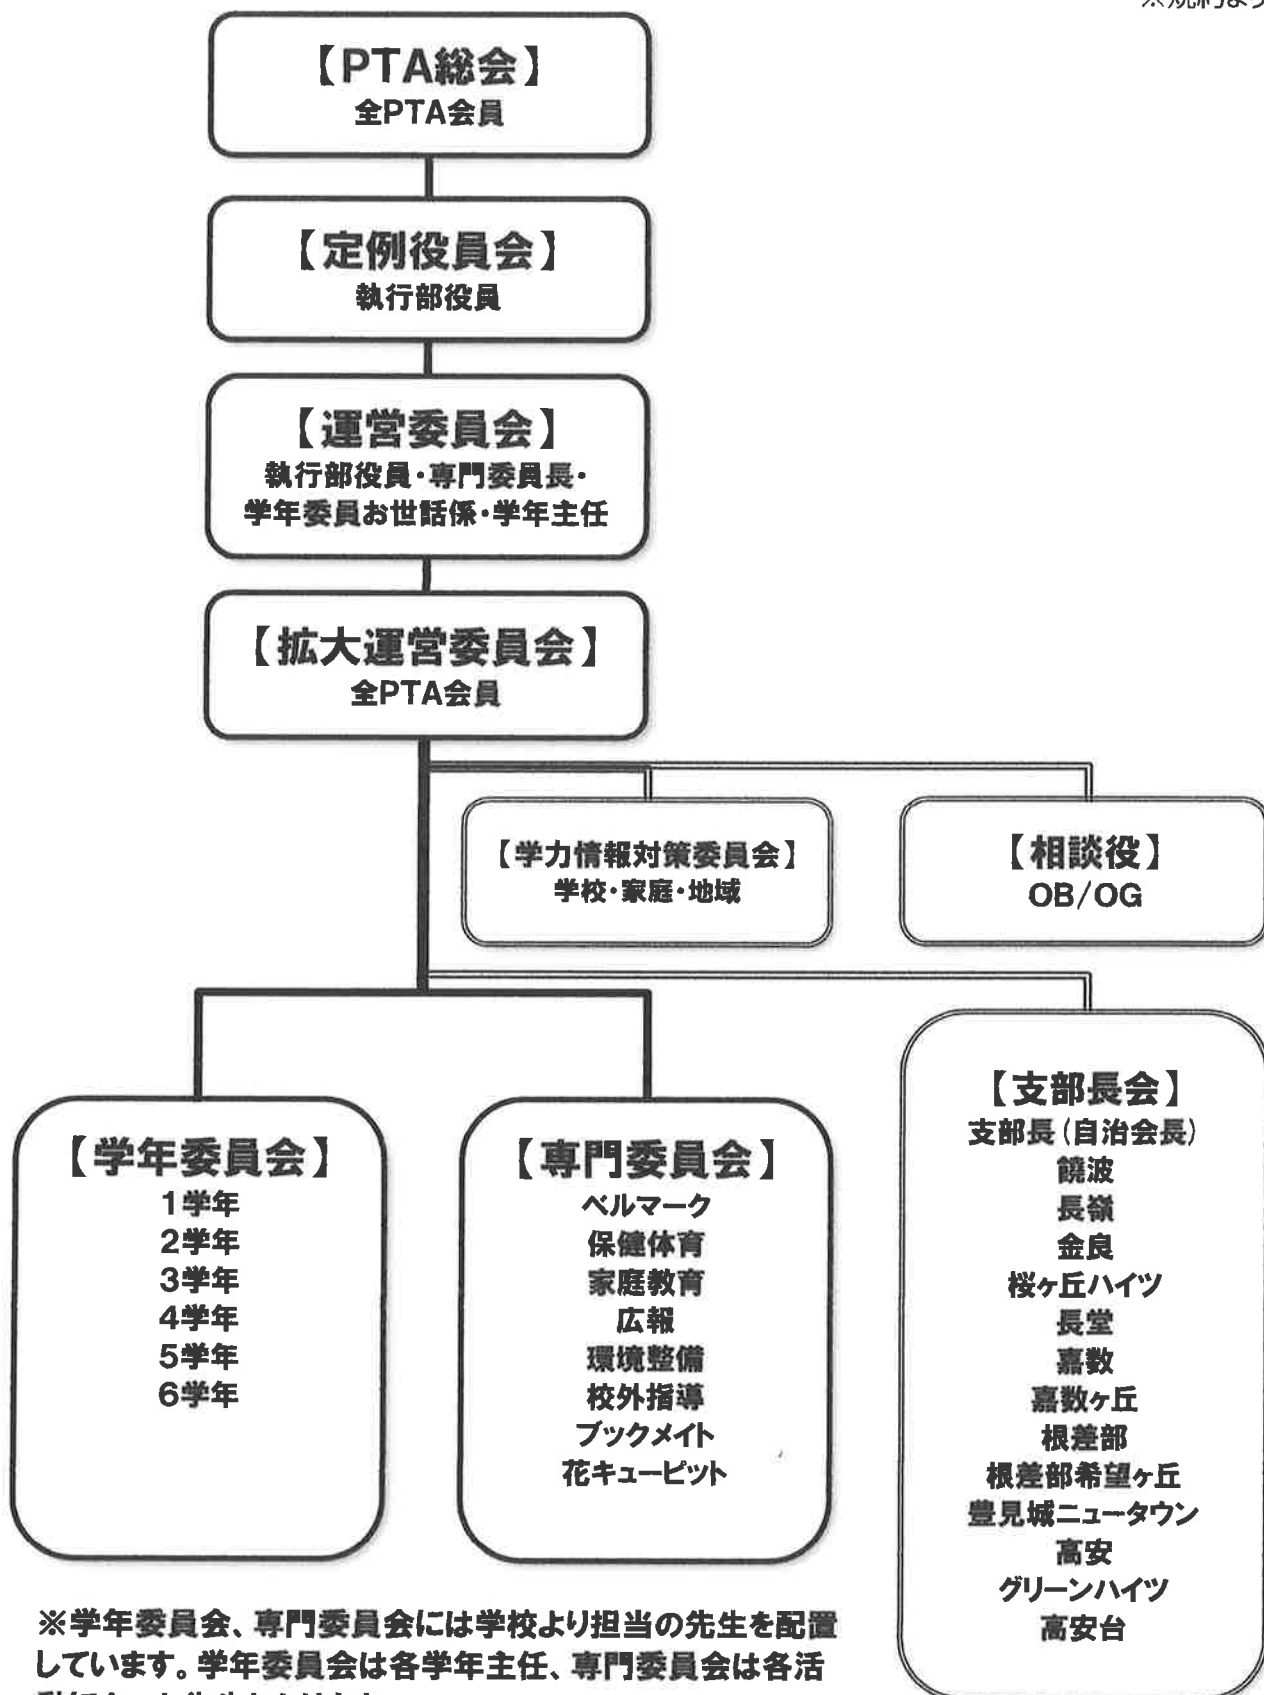 ※規約より
【PTA総会】
全PTA会員
【定例役員会】
執行部役員
【運営委員会】
執行部役員・専門委員長・
学年委員お世話係・学年主任
【拡大運営委員会】
全PTA会員
【学力情報対策委員会】
学校・家庭・地域
【相談役】
OB/OG
【学年委員会】
1学年
2学年
3学年
4学年
5学年
6学年
【専門委員会】
ベルマーク
保健体育
家庭教育
広報
環境整備
校外指導
ブックメイト
花キューピット
【支部長会】
支部長(自治会長)
饒波
長嶺
金良
桜ヶ丘ハイツ
長堂
嘉数
嘉数ヶ丘
根差部
根差部希望ヶ丘
豊見城ニュータウン
高安
グリーンハイツ
高安台
※学年委員会、専門委員会には学校より担当の先生を配置
しています。学年委員会は各学年主任、専門委員会は各活